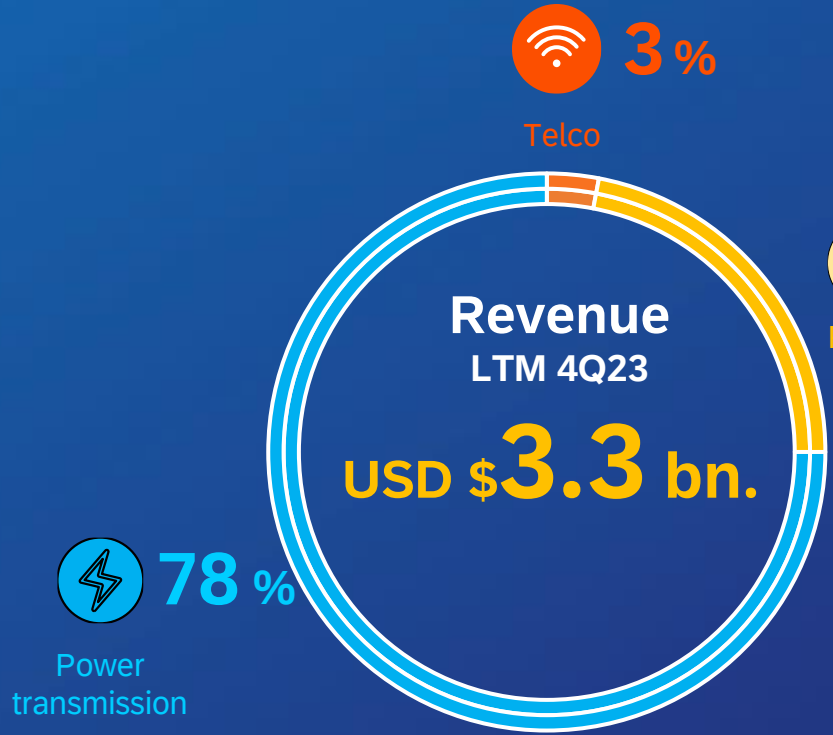 3 %
Telco
Revenue
LTM 4Q23
USD $3.3 bn.
78 %
Power
transmission